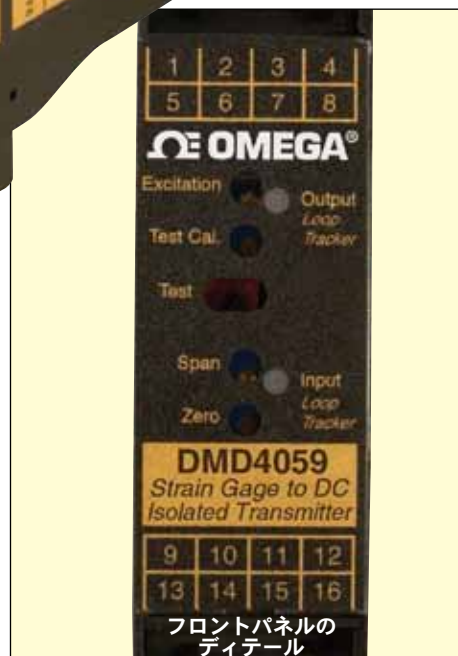 1 2 3 4
5 6 7 8
OMEGA®
Excitation
Output
Loop
Tracker
Test Cal.
Test
Span
Input
Loop
Tracker
Zero
DMD4059
Strain Gage to DC
Isolated Transmitter
9 10 11 12
13 14 15 16
フロントパネルの
ディテール